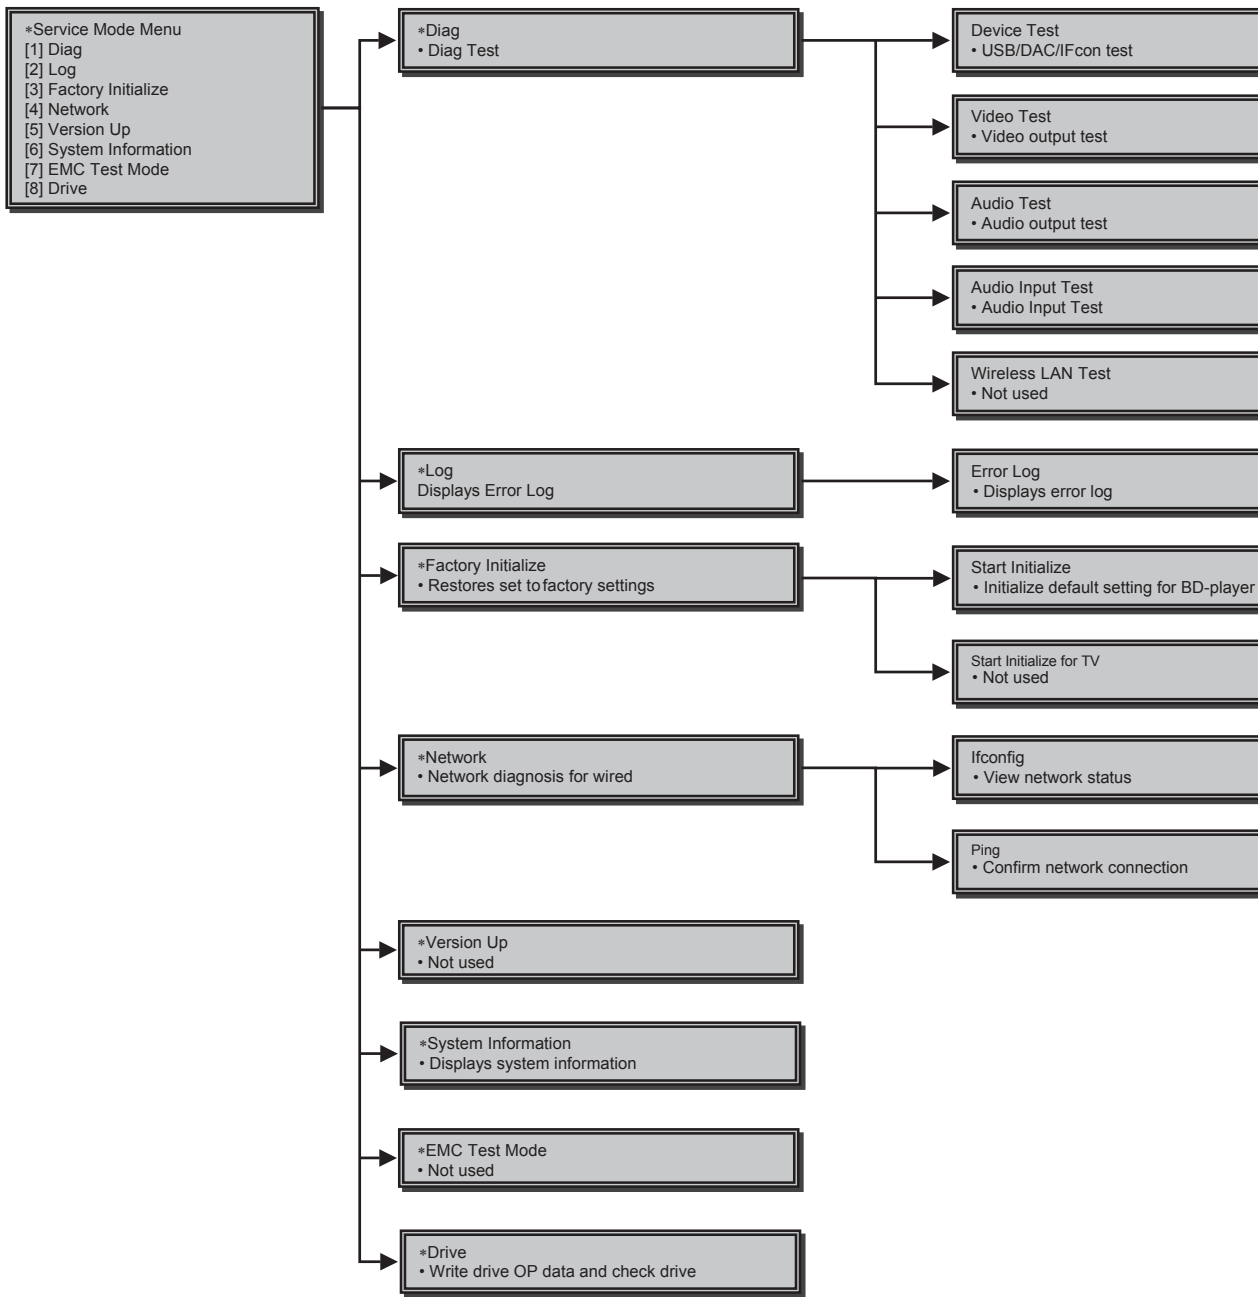 ∗Service Mode Menu
[1] Diag
[2] Log
[3] Factory Initialize
[4] Network
[5] Version Up
[6] System Information
[7] EMC Test Mode
[8] Drive
∗Diag
• Diag Test
Device Test
• USB/DAC/IFcon test
Video Test
• Video output test
Audio Test
• Audio output test
Audio Input Test
• Audio Input Test
Wireless LAN Test
• Not used
∗Log
Displays Error Log
Error Log
• Displays error log
∗Factory Initialize
• Restores set to factory settings
Start Initialize
• Initialize default setting for BD-player
Start Initialize for TV
• Not used
∗Network
• Network diagnosis for wired
Ifconfig
• View network status
Ping
• Confirm network connection
∗Version Up
• Not used
∗System Information
• Displays system information
∗EMC Test Mode
• Not used
∗Drive
• Write drive OP data and check drive